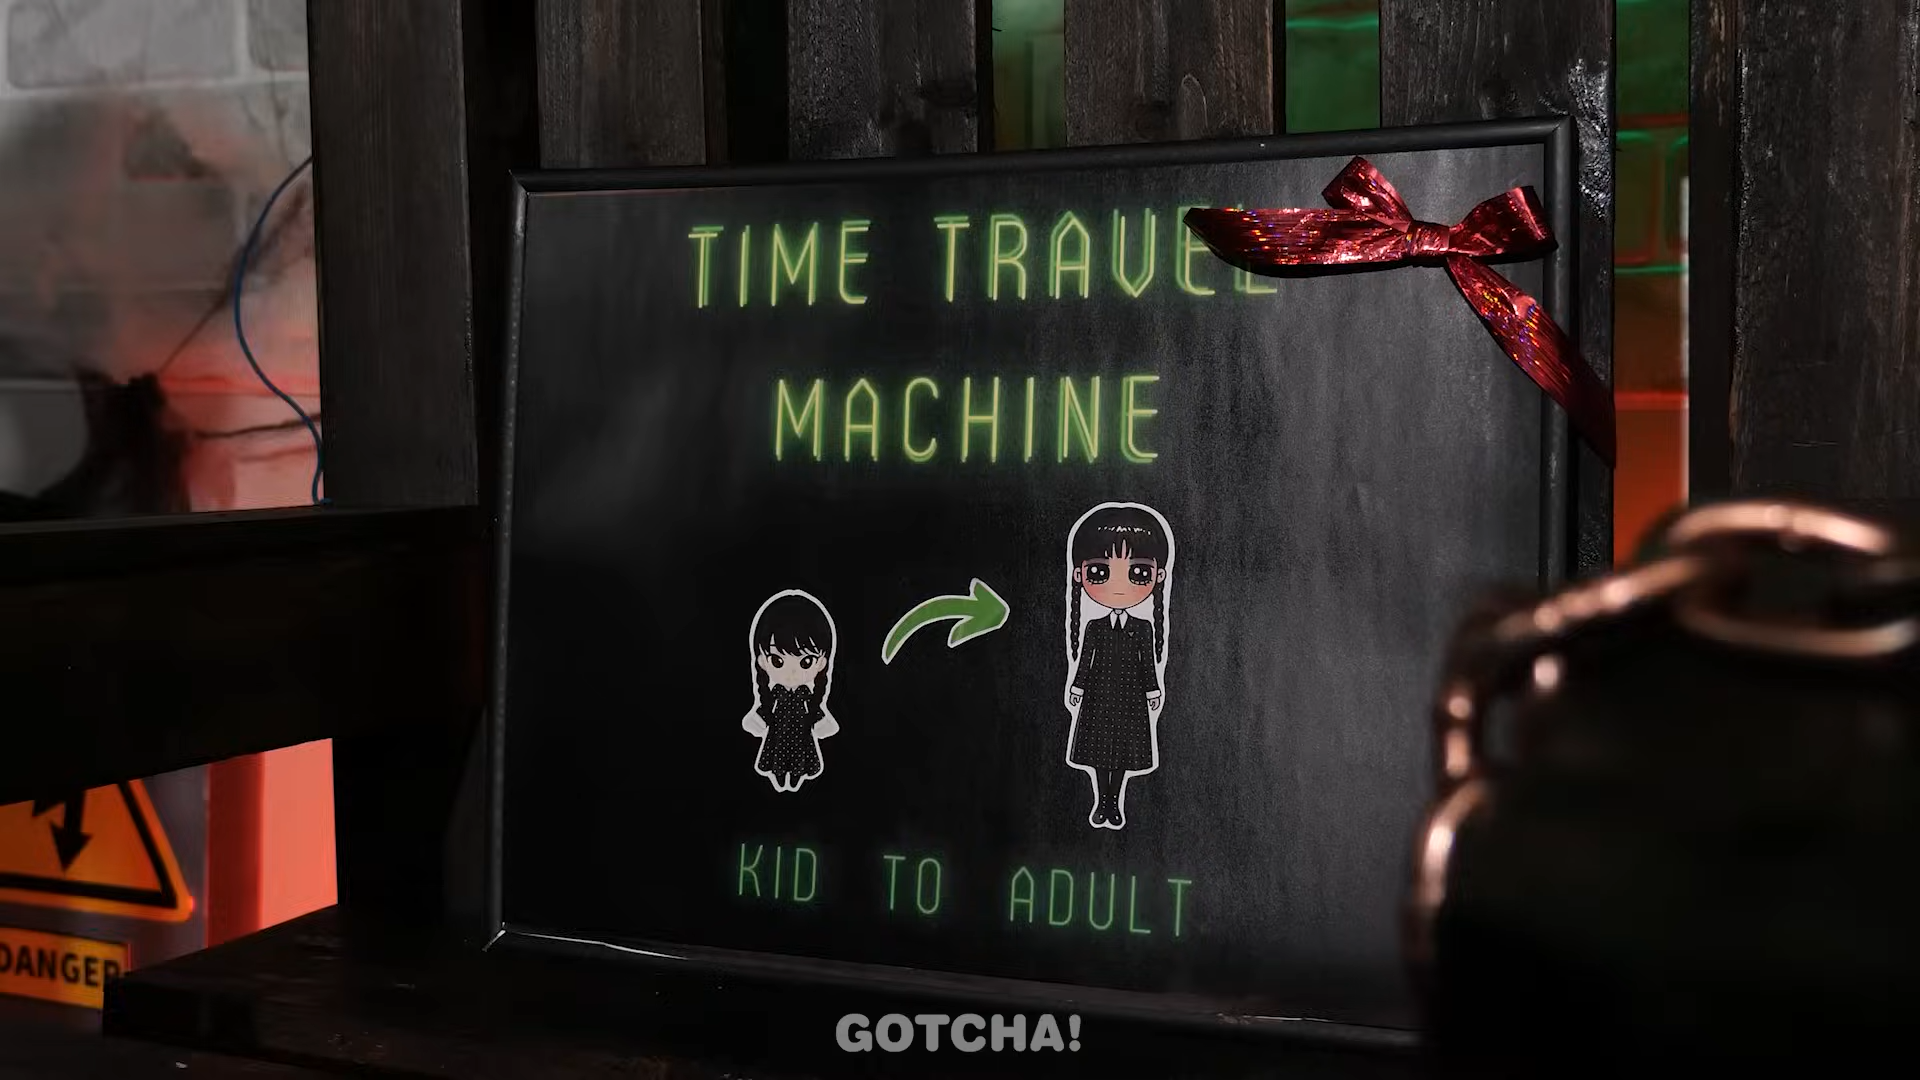 TIME TRAVEL
MACHINE
KID TO ADULT
DANGER
GOTCHA!